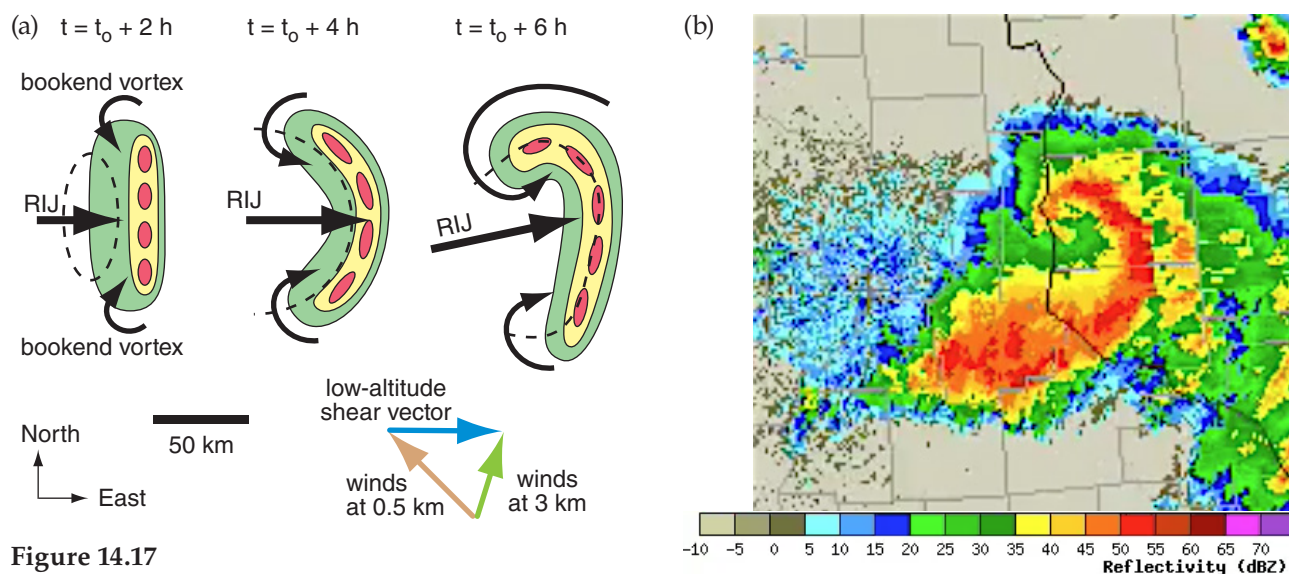 (a) t = to + 2 h t = to + 4 h t = to + 6 h
bookend vortex
RIJ
RIJ
RIJ
bookend vortex
low-altitude
shear vector
50 km
North
East
winds
at 0.5 km
winds
at 3 km
Figure 14.17
(b)
-10 -5 0 5 10 15 20 25 30 35 40 45 50 55 60 65 70
Reflectivity (dBZ)